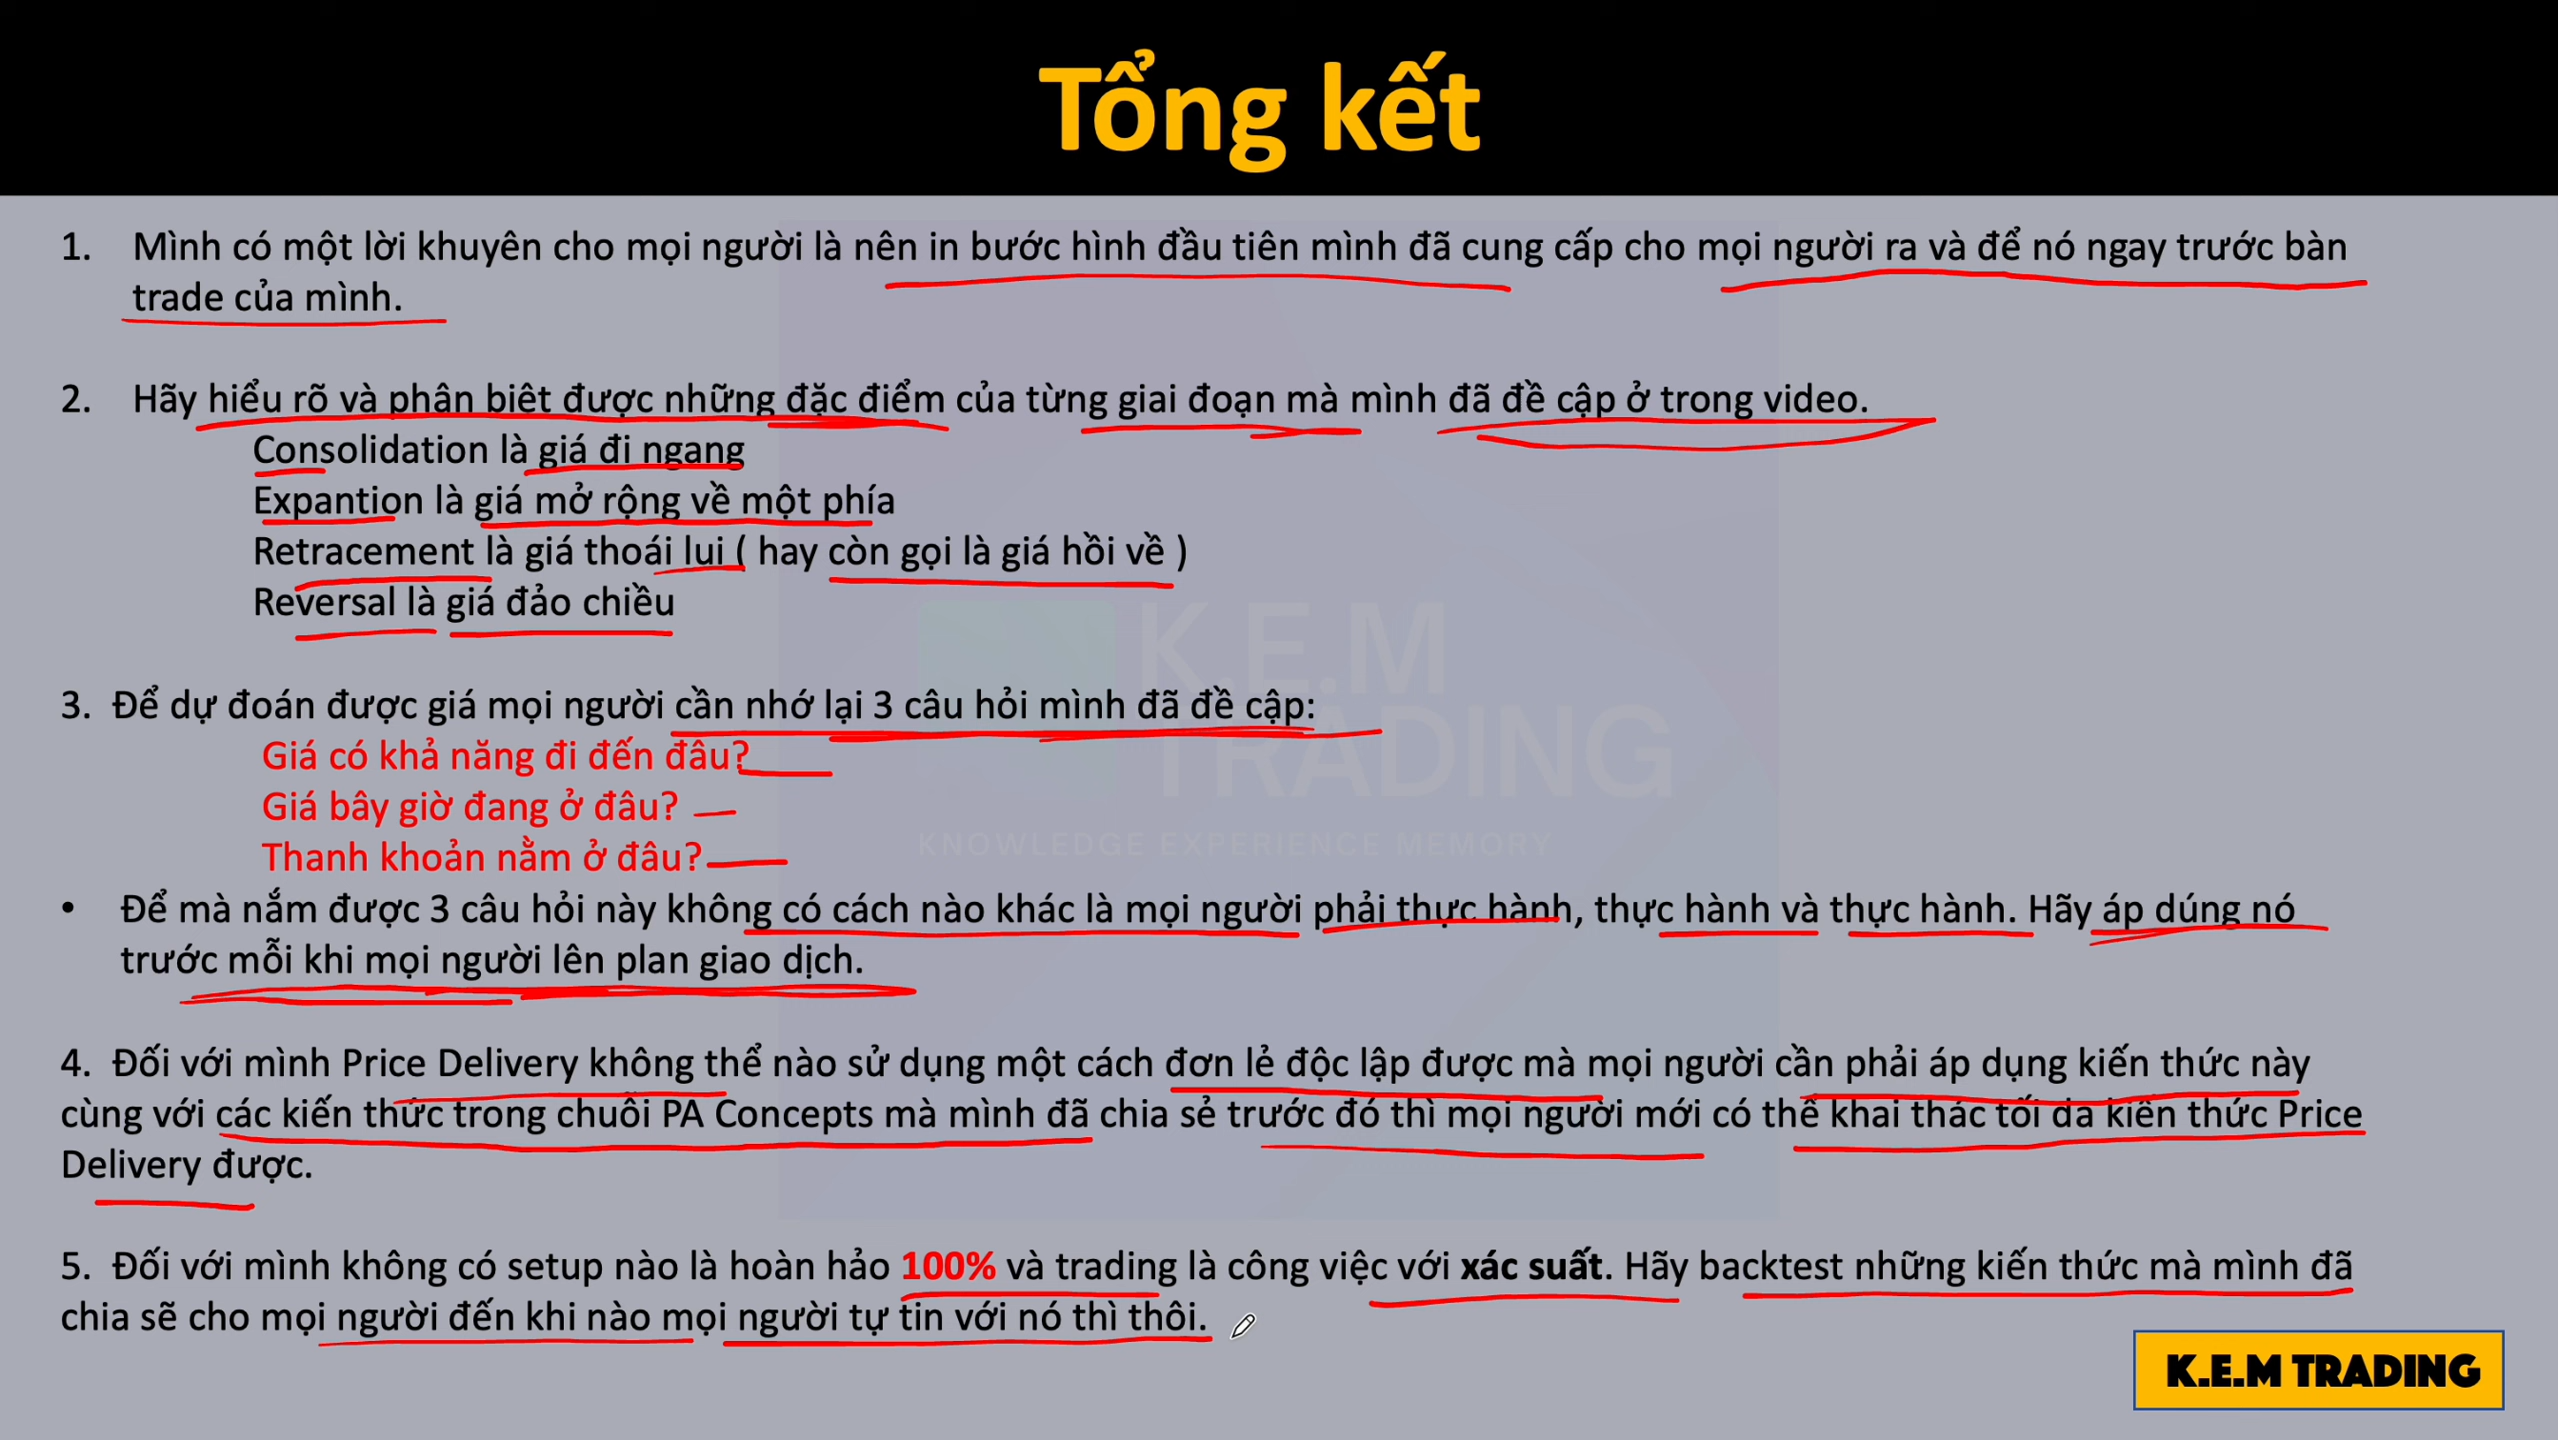 Tổng kết
1. Mình có một lời khuyên cho mọi người là nên in bước hình đầu tiên mình đã cung cấp cho mọi người ra và để nó ngay trước bàn
trade của mình.
2. Hãy hiểu rõ và phân biệt được những đặc điểm của từng giai đoạn mà mình đã đề cập ở trong video.
Consolidation là giá đi ngang
Expantion là giá mở rộng về một phía
Retracement là giá thoái lui ( hay còn gọi là giá hồi về )
Reversal là giá đảo chiều
3. Để dự đoán được giá mọi người cần nhớ lại 3 câu hỏi mình đã đề cập:
Giá có khả năng đi đến đâu?
Giá bây giờ đang ở đâu?
Thanh khoản nằm ở đâu?
• Để mà nắm được 3 câu hỏi này không có cách nào khác là mọi người phải thực hành, thực hành và thực hành. Hãy áp dúng nó
trước mỗi khi mọi người lên plan giao dịch.
4. Đối với mình Price Delivery không thể nào sử dụng một cách đơn lẻ độc lập được mà mọi người cần phải áp dụng kiến thức này
cùng với các kiến thức trong chuỗi PA Concepts mà mình đã chia sẻ trước đó thì mọi người mới có thể khai thác tối đa kiến thức Price
Delivery được.
5. Đối với mình không có setup nào là hoàn hảo 100% và trading là công việc với xác suất. Hãy backtest những kiến thức mà mình đã
chia sẽ cho mọi người đến khi nào mọi người tự tin với nó thì thôi.
K.E.M
TRADING
KNOWLEDGE EXPERIENCE MEMORY
K.E.M TRADING